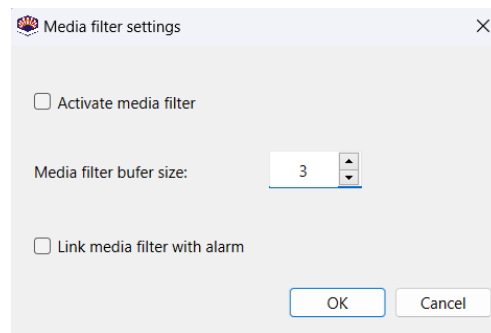 Media filter settings
Activate media filter
Media filter bufer size: 3
Link media filter with alarm
OK Cancel